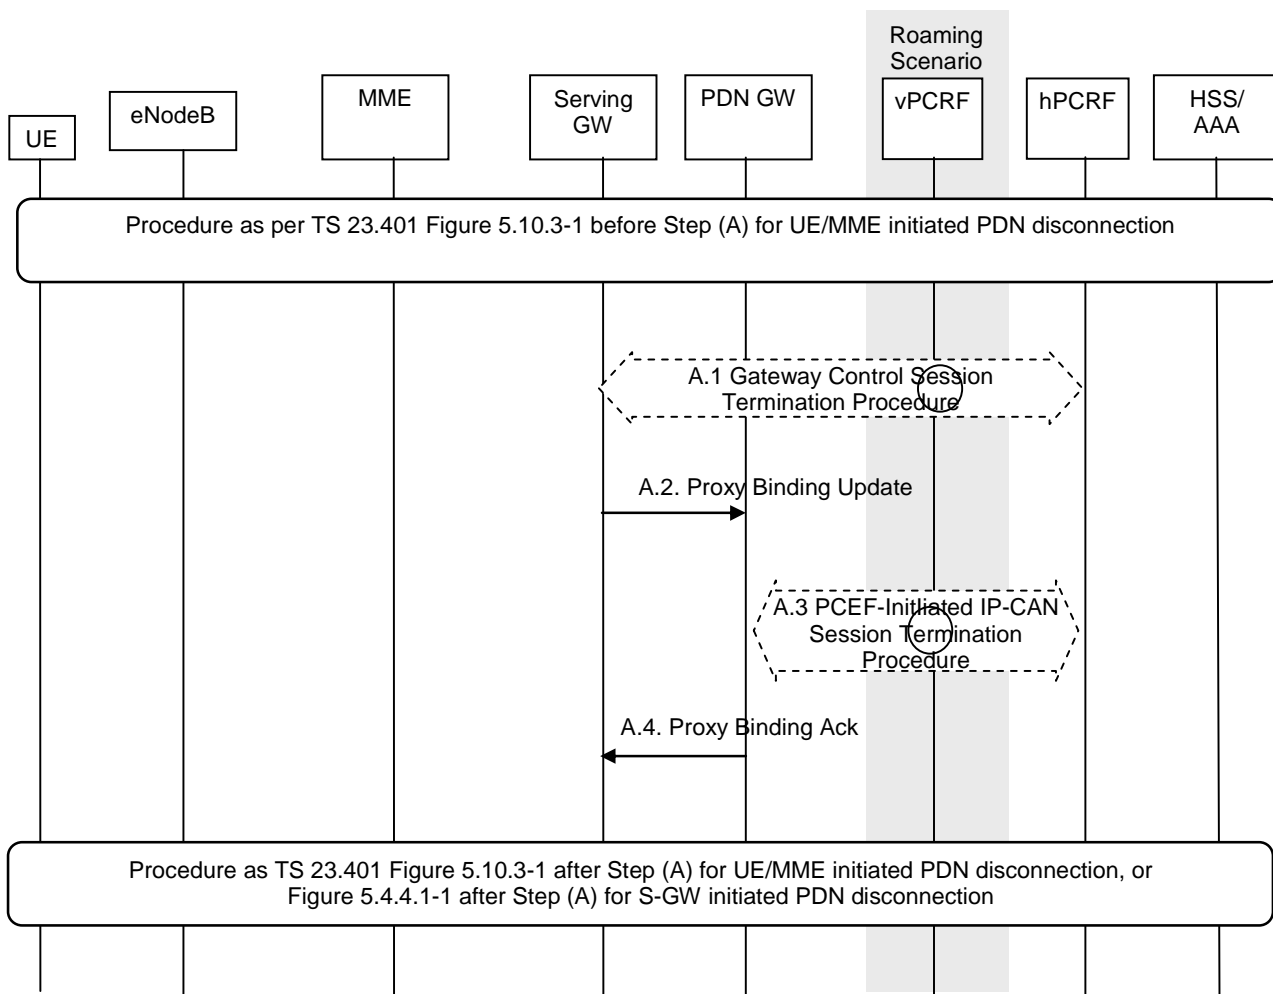 Roaming
Scenario
UE
eNodeB
MME
Serving
GW
PDN GW
vPCRF
hPCRF
HSS/
AAA
Procedure as per TS 23.401 Figure 5.10.3-1 before Step (A) for UE/MME initiated PDN disconnection
A.1 Gateway Control Session
Termination Procedure
A.2. Proxy Binding Update
A.3 PCEF-Initliated IP-CAN
Session Termination
Procedure
A.4. Proxy Binding Ack
Procedure as TS 23.401 Figure 5.10.3-1 after Step (A) for UE/MME initiated PDN disconnection, or
Figure 5.4.4.1-1 after Step (A) for S-GW initiated PDN disconnection